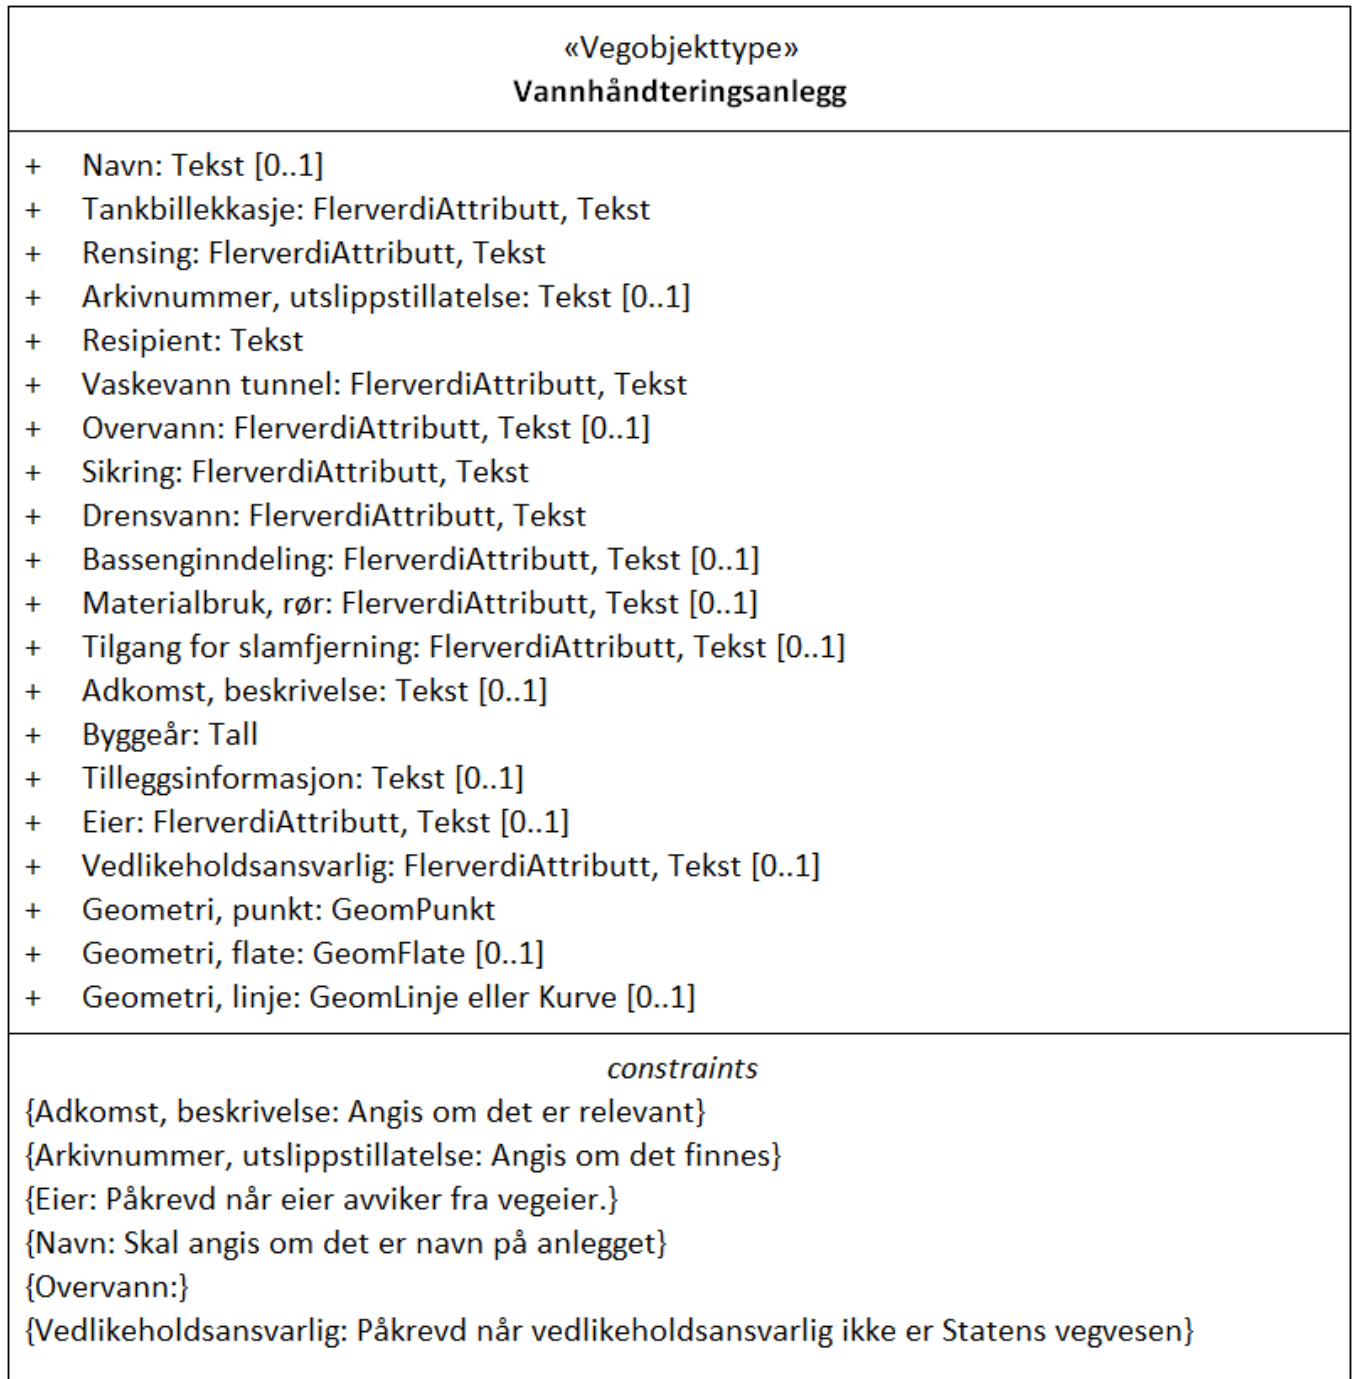 «Vegobjekttype»
Vannhåndteringsanlegg
+ Navn: Tekst [0..1]
+ Tankbillekkasje: FlerverdiAttributt, Tekst
+ Rensing: FlerverdiAttributt, Tekst
+ Arkivnummer, utslippstillatelse: Tekst [0..1]
+ Resipient: Tekst
+ Vaskevann tunnel: FlerverdiAttributt, Tekst
+ Overvann: FlerverdiAttributt, Tekst [0..1]
+ Sikring: FlerverdiAttributt, Tekst
+ Drensvann: FlerverdiAttributt, Tekst
+ Bassenginndeling: FlerverdiAttributt, Tekst [0..1]
+ Materialbruk, rør: FlerverdiAttributt, Tekst [0..1]
+ Tilgang for slamfjerning: FlerverdiAttributt, Tekst [0..1]
+ Adkomst, beskrivelse: Tekst [0..1]
+ Byggeår: Tall
+ Tilleggsinformasjon: Tekst [0..1]
+ Eier: FlerverdiAttributt, Tekst [0..1]
+ Vedlikeholdsansvarlig: FlerverdiAttributt, Tekst [0..1]
+ Geometri, punkt: GeomPunkt
+ Geometri, flate: GeomFlate [0..1]
+ Geometri, linje: GeomLinje eller Kurve [0..1]
constraints
{Adkomst, beskrivelse: Angis om det er relevant}
{Arkivnummer, utslippstillatelse: Angis om det finnes}
{Eier: Påkrevd når eier avviker fra vegeier.}
{Navn: Skal angis om det er navn på anlegget}
{Overvann:}
{Vedlikeholdsansvarlig: Påkrevd når vedlikeholdsansvarlig ikke er Statens vegvesen}